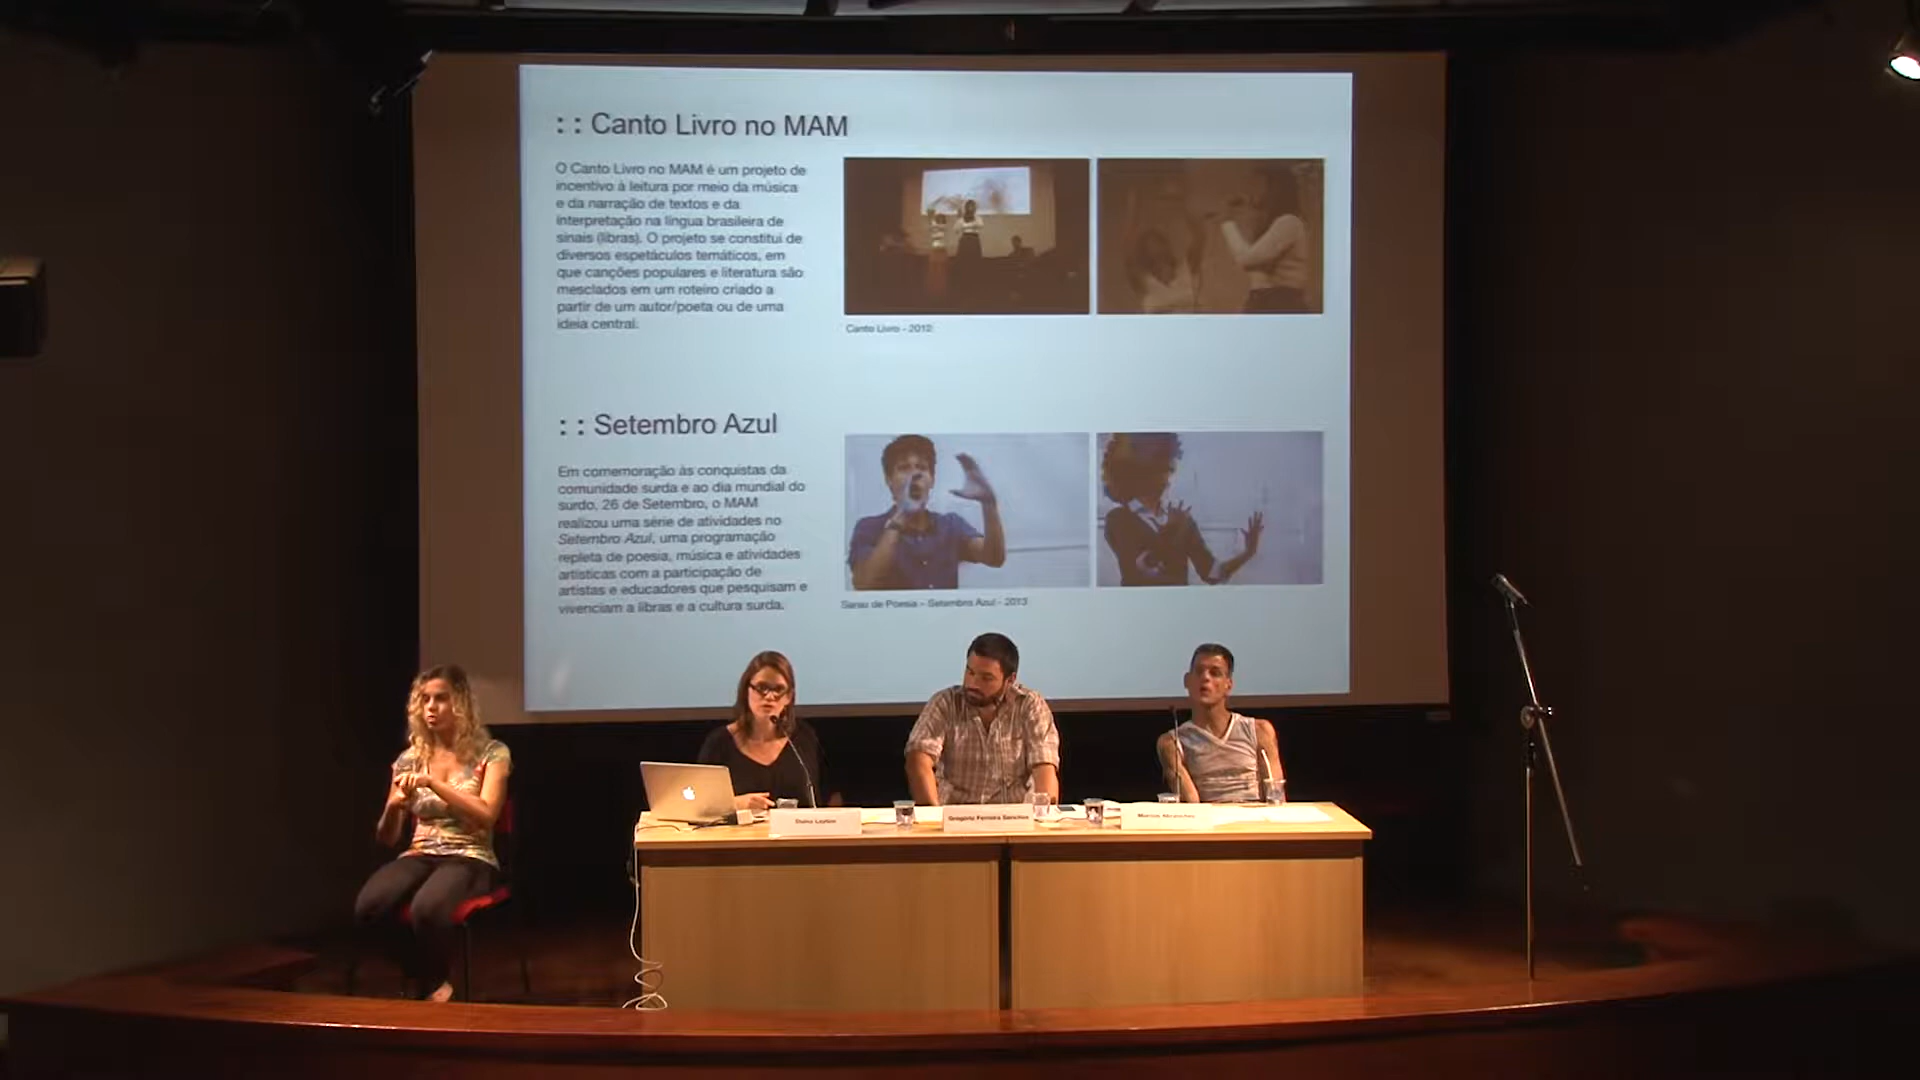 : : Canto Livro no MAM
O Canto Livro no MAM é um projeto de
incentivo à leitura por meio da música
e da narração de textos e da
interpretação na língua brasileira de
sinais (libras). O projeto se constitui de
diversos espetáculos temáticos, em
que canções populares e literatura são
mesclados em um roteiro criado a
partir de um autor/poeta ou de uma
ideia central.
Canto Livro - 2012
: : Setembro Azul
Em comemoração às conquistas da
comunidade surda e ao dia mundial do
surdo, 26 de Setembro, o MAM
realizou uma série de atividades no
Setembro Azul, uma programação
repleta de poesia, música e atividades
artísticas com a participação de
artistas e educadores que pesquisam e
vivenciam a libras e a cultura surda.
Sarau de Poesia - Setembro Azul - 2013
Gregório Ferreira Sanches